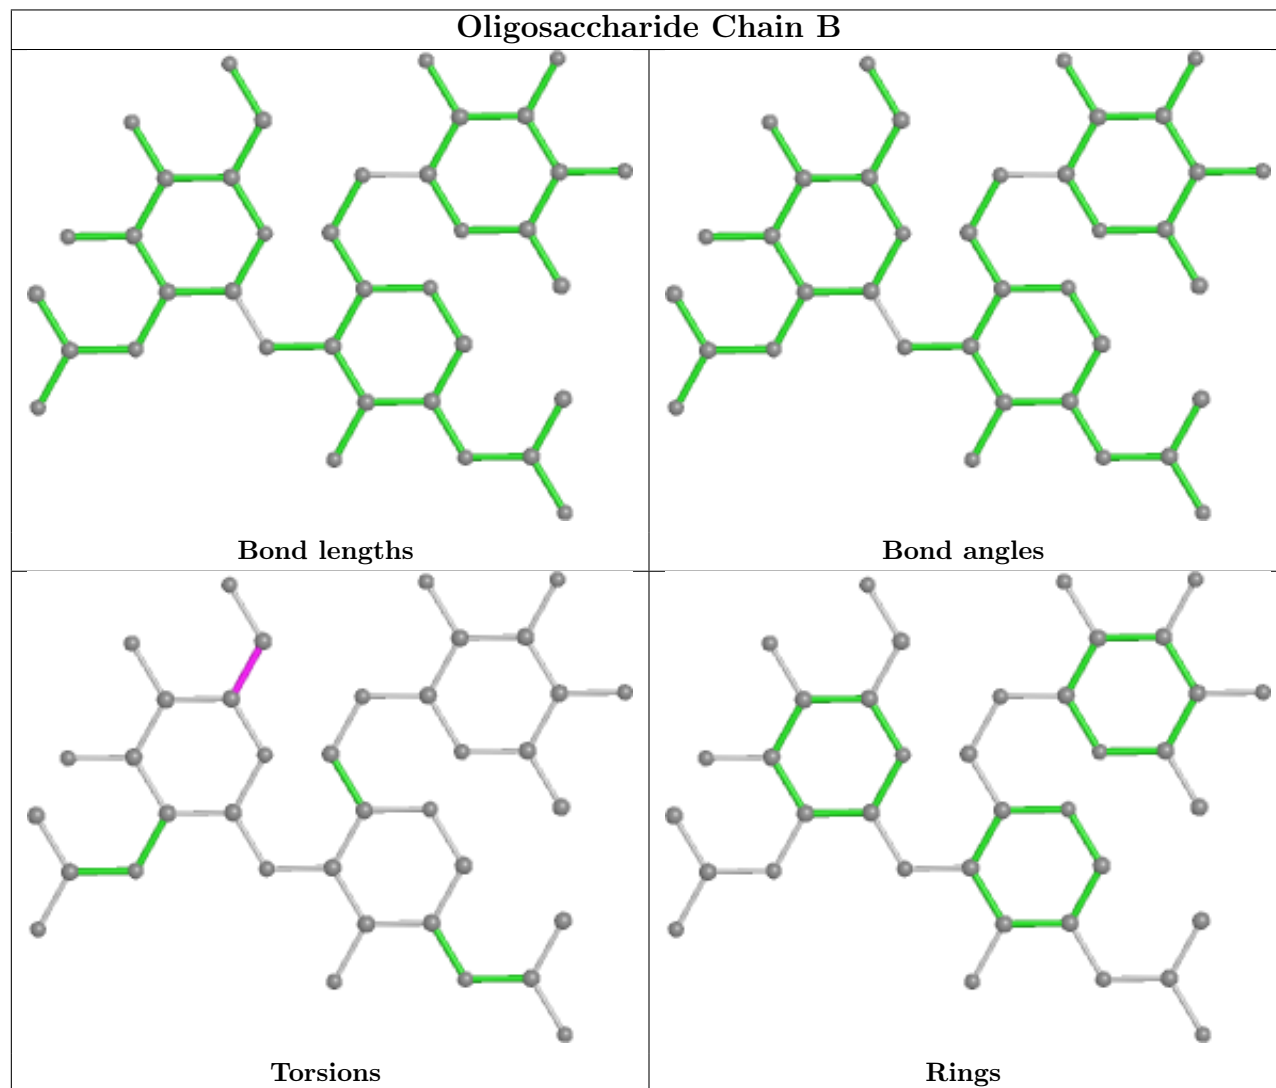 Oligosaccharide Chain B
Bond lengths
Bond angles
Torsions
Rings